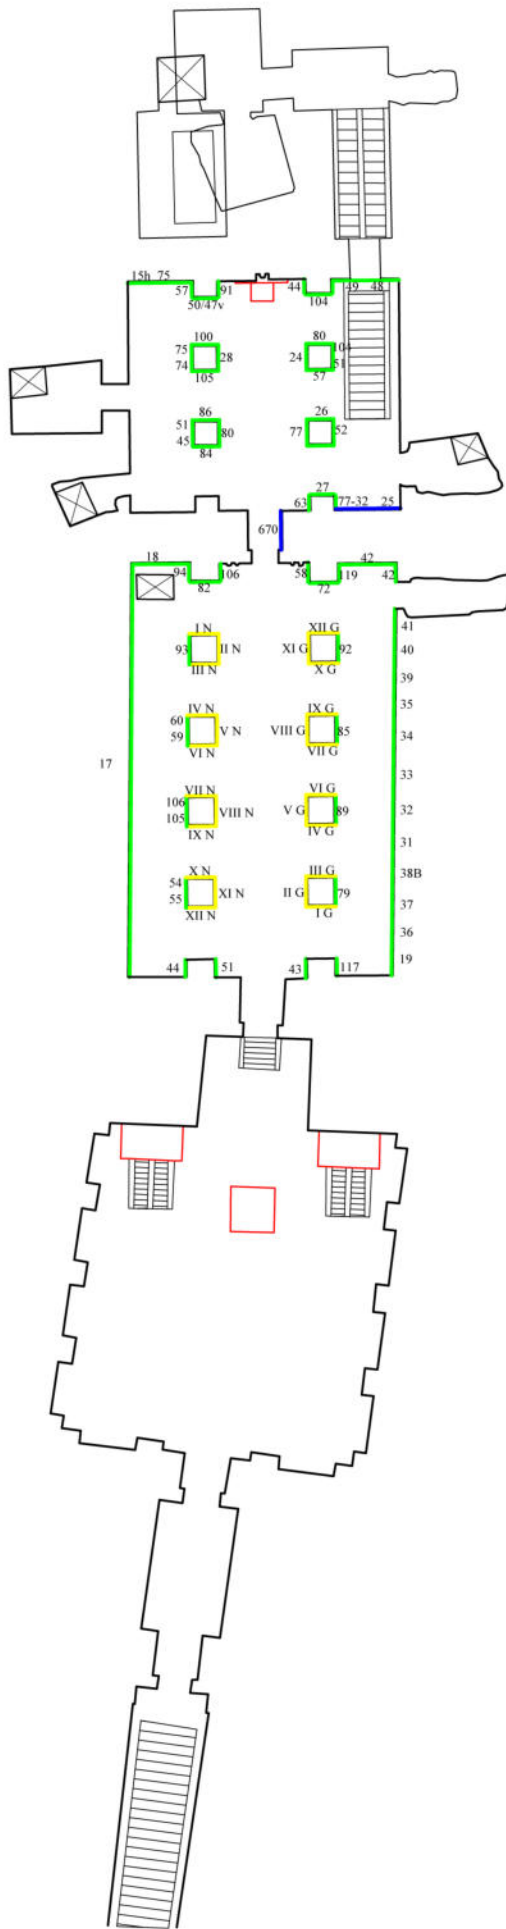 15h 75
57
91
44
49 48
50/47v
104
100
80
75
28
24
104
74
51
105
57
86
26
51
80
77
52
45
84
27
63
77-32
25
670
18
42
94
106
58
119
42
82
72
I N
XII G
41
93
II N
XI G
92
40
III N
X G
39
IV N
IX G
35
60
V N
VIII G
85
34
59
VI N
VII G
17
33
VII N
VI G
106
VIII N
V G
89
32
105
IX N
IV G
31
X N
III G
38B
54
XI N
II G
79
55
37
XII N
I G
36
44
51
43
117
19